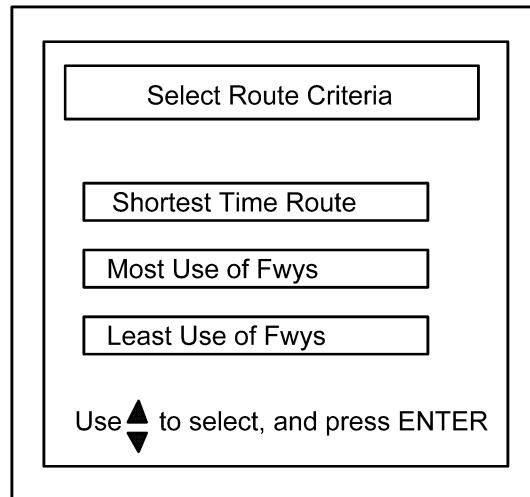 Select Route Criteria
Shortest Time Route
Most Use of Fwys
Least Use of Fwys
Use ▲▼ to select, and press ENTER